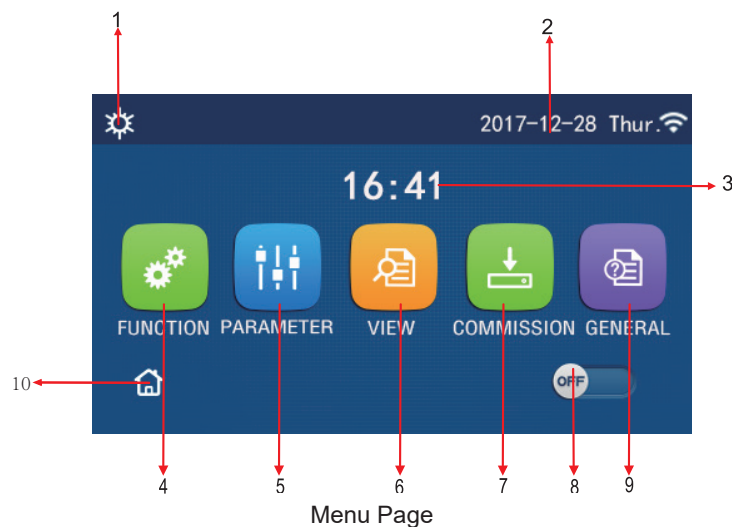 1 2
2017-12-28 Thur.
16:41 3
FUNCTION PARAMETER VIEW COMMISSION GENERAL
10 OFF
4 5 6 7 8 9
Menu Page